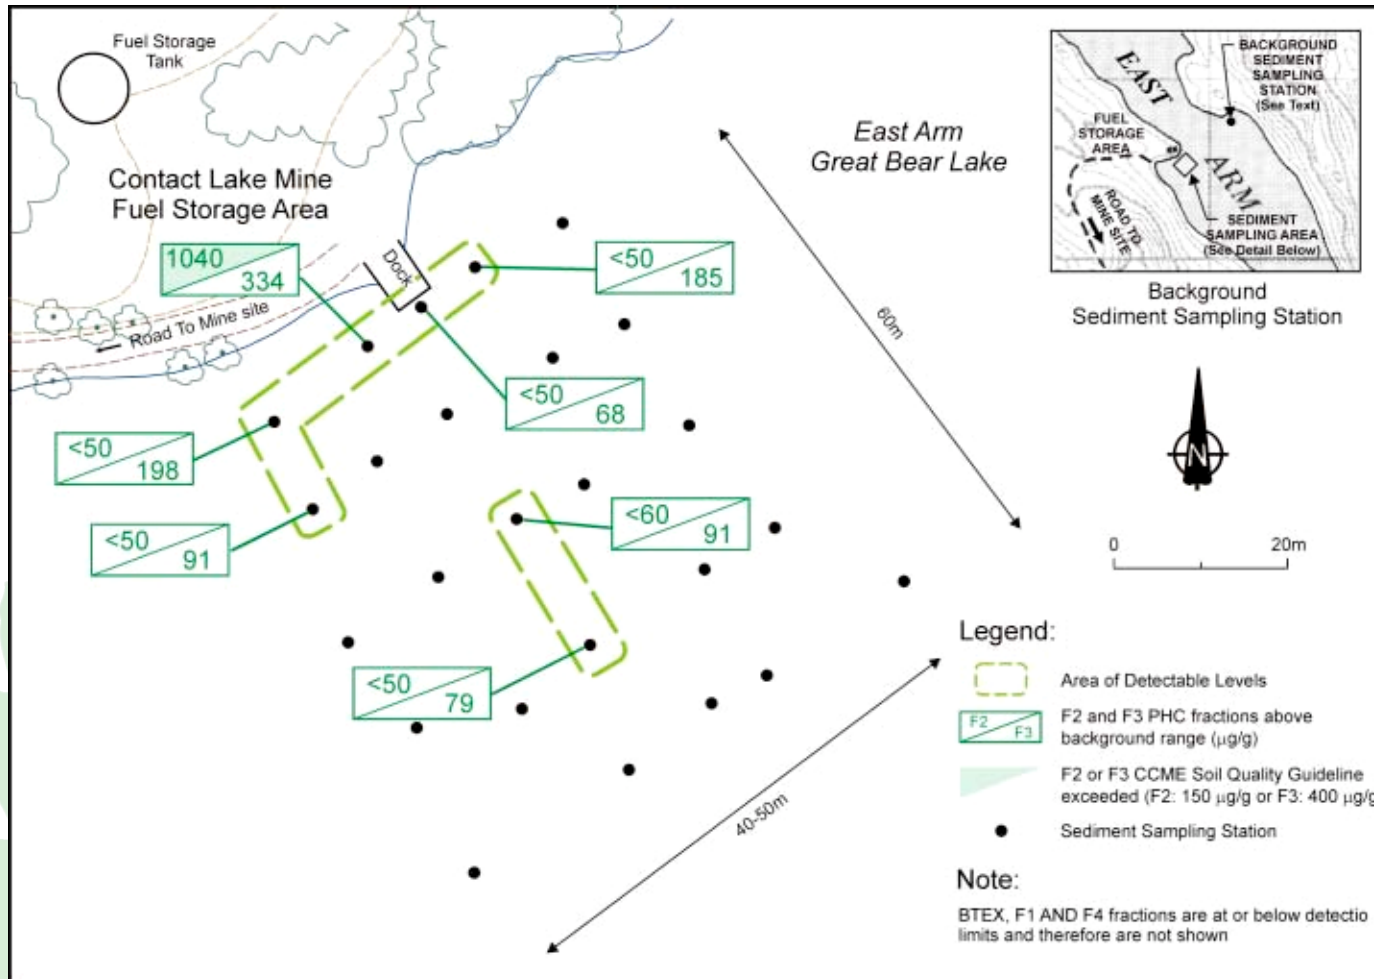 Fuel Storage
Tank
Contact Lake Mine
Fuel Storage Area
East Arm
Great Bear Lake
EAST
ARM
BACKGROUND
SEDIMENT
SAMPLING
STATION
(See Text)
FUEL
STORAGE
AREA
ROAD TO
MINE SITE
SEDIMENT
SAMPLING AREA
(See Detail Below)
Background
Sediment Sampling Station
1040
334
Dock
<50
185
Road To Mine site
60m
<50
68
<50
198
<50
91
<60
91
<50
79
40-50m
N
0 20m
Legend:
Area of Detectable Levels
F2
F3
F2 and F3 PHC fractions above
background range (µg/g)
F2 or F3 CCME Soil Quality Guideline
exceeded (F2: 150 µg/g or F3: 400 µg/g
Sediment Sampling Station
Note:
BTEX, F1 AND F4 fractions are at or below detectio
limits and therefore are not shown